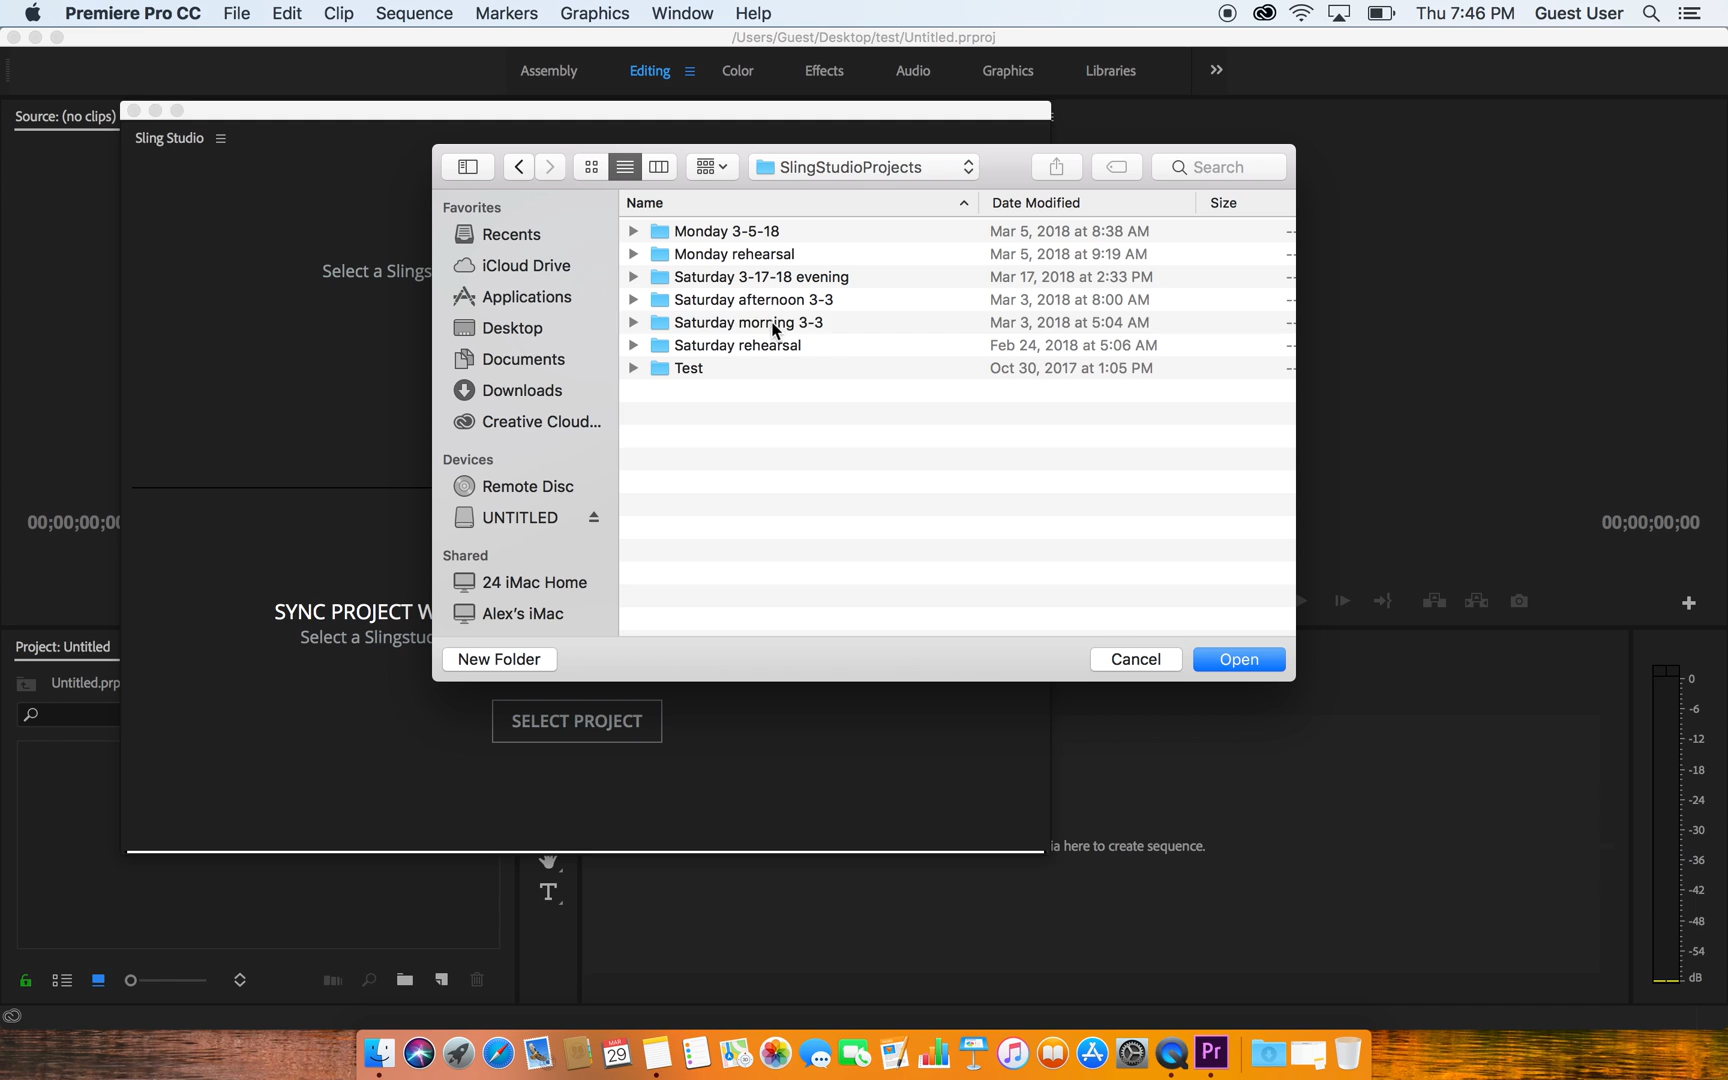 Premiere Pro CC File Edit Clip Sequence Markers Graphics Window Help Thu 7:46 PM Guest User
/Users/Guest/Desktop/test/Untitled.prproj
Assembly Editing Color Effects Audio Graphics Libraries
Source: (no clips)
Sling Studio
Select a Slings
00;00;00;00
SYNC PROJECT W
Select a Slingstud
SELECT PROJECT
SlingStudioProjects
Search
Favorites
Recents
iCloud Drive
Applications
Desktop
Documents
Downloads
Creative Cloud...
Devices
Remote Disc
UNTITLED
Shared
24 iMac Home
Alex's iMac
Name Date Modified Size
Monday 3-5-18 Mar 5, 2018 at 8:38 AM --
Monday rehearsal Mar 5, 2018 at 9:19 AM --
Saturday 3-17-18 evening Mar 17, 2018 at 2:33 PM --
Saturday afternoon 3-3 Mar 3, 2018 at 8:00 AM --
Saturday morning 3-3 Mar 3, 2018 at 5:04 AM --
Saturday rehearsal Feb 24, 2018 at 5:06 AM --
Test Oct 30, 2017 at 1:05 PM --
New Folder Cancel Open
00;00;00;00
Project: Untitled
Untitled.prp
ia here to create sequence.
T
0
-6
-12
-18
-24
-30
-36
-42
-48
-54
dB
MAR
29
Pr